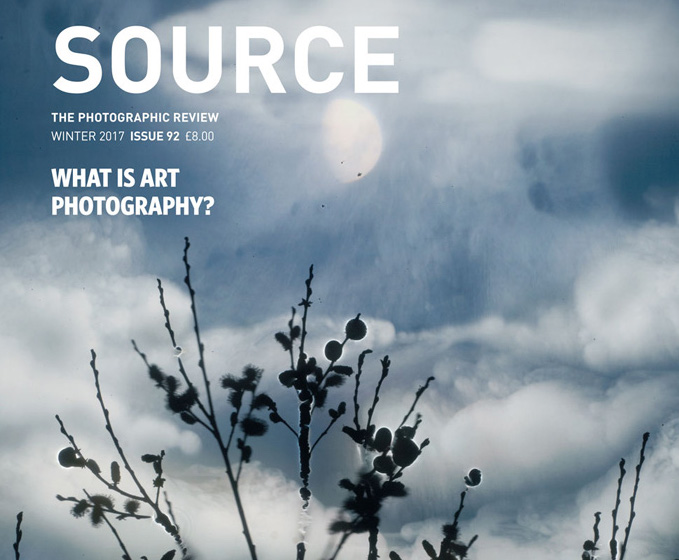 SOURCE
THE PHOTOGRAPHIC REVIEW
WINTER 2017 ISSUE 92 £8.00
WHAT IS ART
PHOTOGRAPHY?